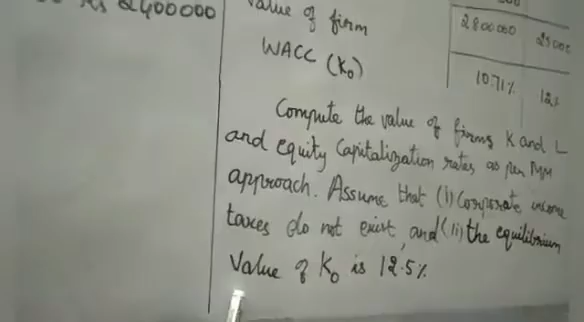 Rs 2400000
Value of firm
2800000
WACC (K₀)
10.71%
Compute the value of firms K and L
and equity capitalization rates as per MM
approach. Assume that (i) Corporate income
taxes do not exist, and (ii) the equilibrium
Value of K₀ is 12.5%